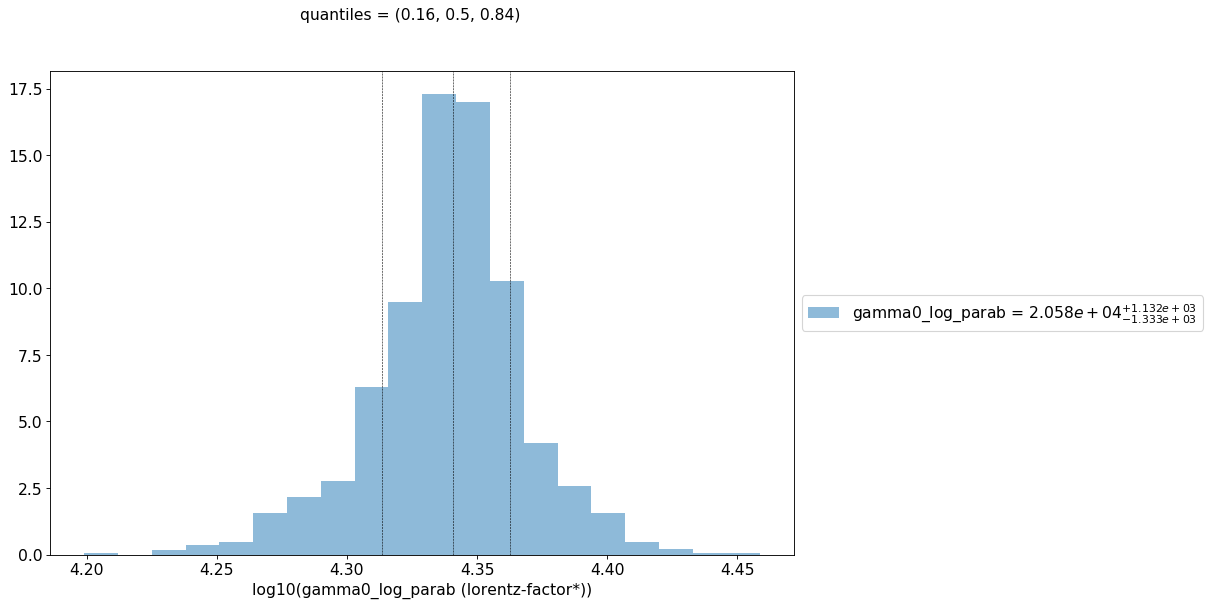 quantiles = (0.16, 0.5, 0.84)
17.5
15.0
12.5
10.0
7.5
5.0
2.5
0.0
4.20 4.25 4.30 4.35 4.40 4.45
log10(gamma0_log_parab (lorentz-factor*))
gamma0_log_parab = 2.058e + 04^{+1.132e+03}_{-1.333e+03}